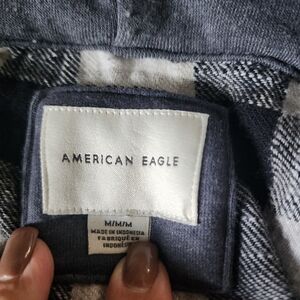 AMERICAN EAGLE
M/M/M
MADE IN INDONESIA
FABRIQUÉ EN
INDONÉSIE